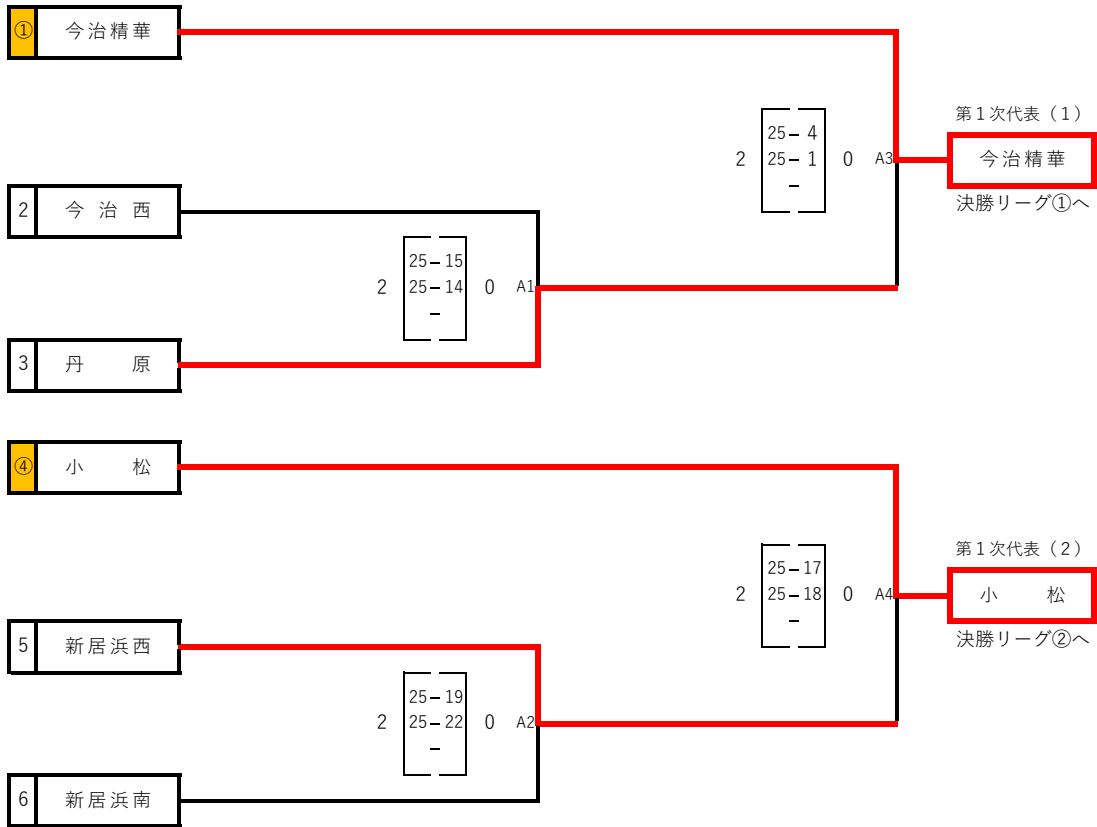 ① 今治精華
第１次代表（１）
25 – 4
2 25 – 1 0 A3 今治精華
–
2 今治西 決勝リーグ①へ
25 – 15
2 25 – 14 0 A1
–
3 丹原
④ 小松
第１次代表（２）
25 – 17
2 25 – 18 0 A4 小松
–
5 新居浜西 決勝リーグ②へ
25 – 19
2 25 – 22 0 A2
–
6 新居浜南